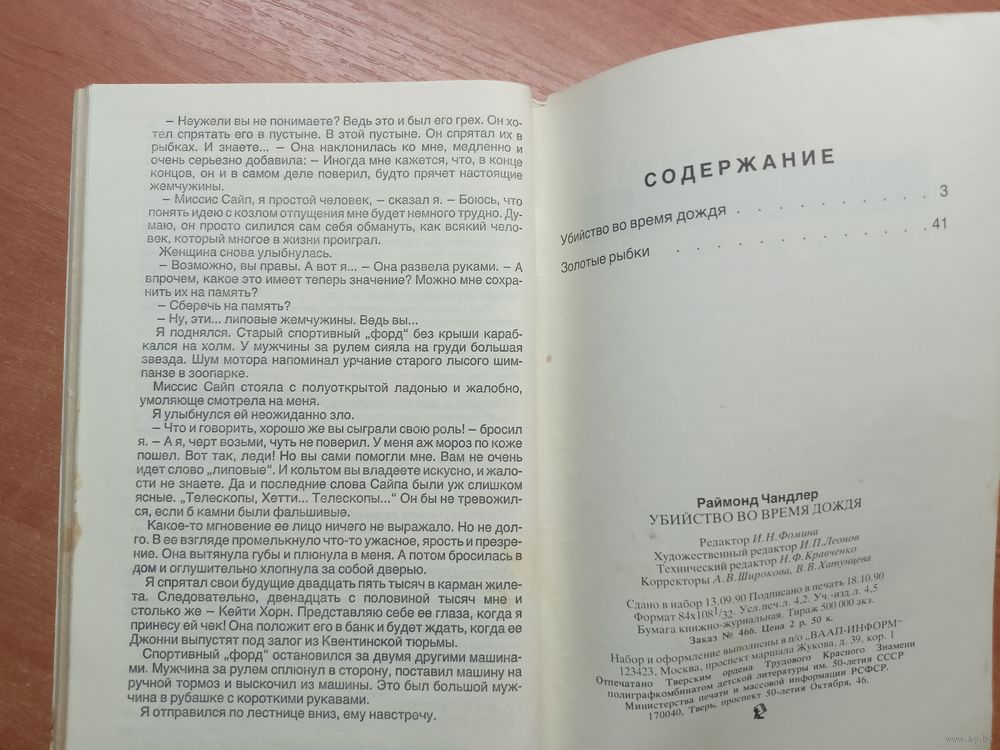 – Неужели вы не понимаете? Ведь это и был его грех. Он хо-
тел спрятать его в пустыне. В этой пустыне. Он спрятал их в
рыбках. И знаете... – Она наклонилась ко мне, медленно и
очень серьезно добавила: – Иногда мне кажется, что, в конце
концов, он и в самом деле поверил, будто прячет настоящие
жемчужины.
– Миссис Сайп, я простой человек, – сказал я. – Боюсь, что
понять идею с козлом отпущения мне будет немного трудно. Ду-
маю, он просто силился сам себя обмануть, как всякий чело-
век, который многое в жизни проиграл.
Женщина снова улыбнулась.
– Возможно, вы правы. А вот я... – Она развела руками. – А
впрочем, какое это имеет теперь значение? Можно мне сохра-
нить их на память?
– Сберечь на память?
– Ну, эти... липовые жемчужины. Ведь вы...
Я поднялся. Старый спортивный „форд“ без крыши караб-
кался на холм. У мужчины за рулем сияла на груди большая
звезда. Шум мотора напоминал урчание старого лысого шим-
панзе в зоопарке.
Миссис Сайп стояла с полуоткрытой ладонью и жалобно,
умоляюще смотрела на меня.
Я улыбнулся ей неожиданно зло.
– Что и говорить, хорошо же вы сыграли свою роль! – бросил
я. – А я, черт возьми, чуть не поверил. У меня аж мороз по коже
пошел. Вот так, леди! Но вы сами помогли мне. Вам не очень
идет слово „липовые“. И кольтом вы владеете искусно, и жало-
сти не знаете. Да и последние слова Сайпа были уж слишком
ясные. „Телескопы, Хетти... Телескопы...“ Он бы не тревожил-
ся, если б камни были фальшивые.
Какое-то мгновение ее лицо ничего не выражало. Но не дол-
го. В ее взгляде промелькнуло что-то ужасное, ярость и презре-
ние. Она вытянула губы и плюнула в меня. А потом бросилась в
дом и оглушительно хлопнула за собой дверью.
Я спрятал свои будущие двадцать пять тысяч в карман жиле-
та. Следовательно, двенадцать с половиной тысяч мне и
столько же – Кейти Хорн. Представляю себе ее глаза, когда я
принесу ей чек! Она положит его в банк и будет ждать, когда ее
Джонни выпустят под залог из Квентинской тюрьмы.
Спортивный „форд“ остановился за двумя другими машина-
ми. Мужчина за рулем сплюнул в сторону, поставил машину на
ручной тормоз и выскочил из машины. Это был большой муж-
чина в рубашке с короткими рукавами.
Я отправился по лестнице вниз, ему навстречу.
СОДЕРЖАНИЕ
Убийство во время дождя . . . . . . . . . . 3
Золотые рыбки . . . . . . . . . . . . 41
Раймонд Чандлер
УБИЙСТВО ВО ВРЕМЯ ДОЖДЯ
Редактор И.Н.Фомина
Художественный редактор И.П.Леонов
Технический редактор Н.Ф.Кравченко
Корректоры А.В.Широкова, В.В.Хатунцева
Сдано в набор 13.09.90 Подписано в печать 18.10.90
Формат 84х108 1/32. Усл.печ.л. 4,2. Уч.-изд.л. 4,5
Бумага книжно-журнальная. Тираж 500 000 экз.
Заказ № 466. Цена 2 р. 50 к.
Набор и оформление выполнены в п/о „ВААП-ИНФОРМ“
123423, Москва, проспект маршала Жукова, д. 39, кор. 1
Отпечатано Тверским ордена Трудового Красного Знамени
полиграфкомбинатом детской литературы им. 50-летия СССР
Министерства печати и массовой информации РСФСР.
170040, Тверь, проспект 50-летия Октября, 46.
www.ay.by